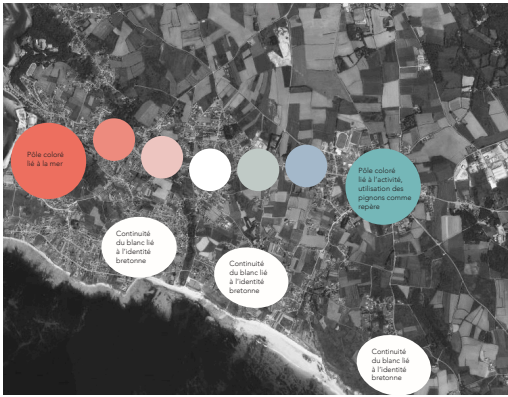 Pôle coloré
lié à la mer
Pôle coloré
lié à l'activité,
utilisation des
pignons comme
repère
Continuité
du blanc lié
à l'identité
bretonne
Continuité
du blanc lié
à l'identité
bretonne
Continuité
du blanc lié
à l'identité
bretonne